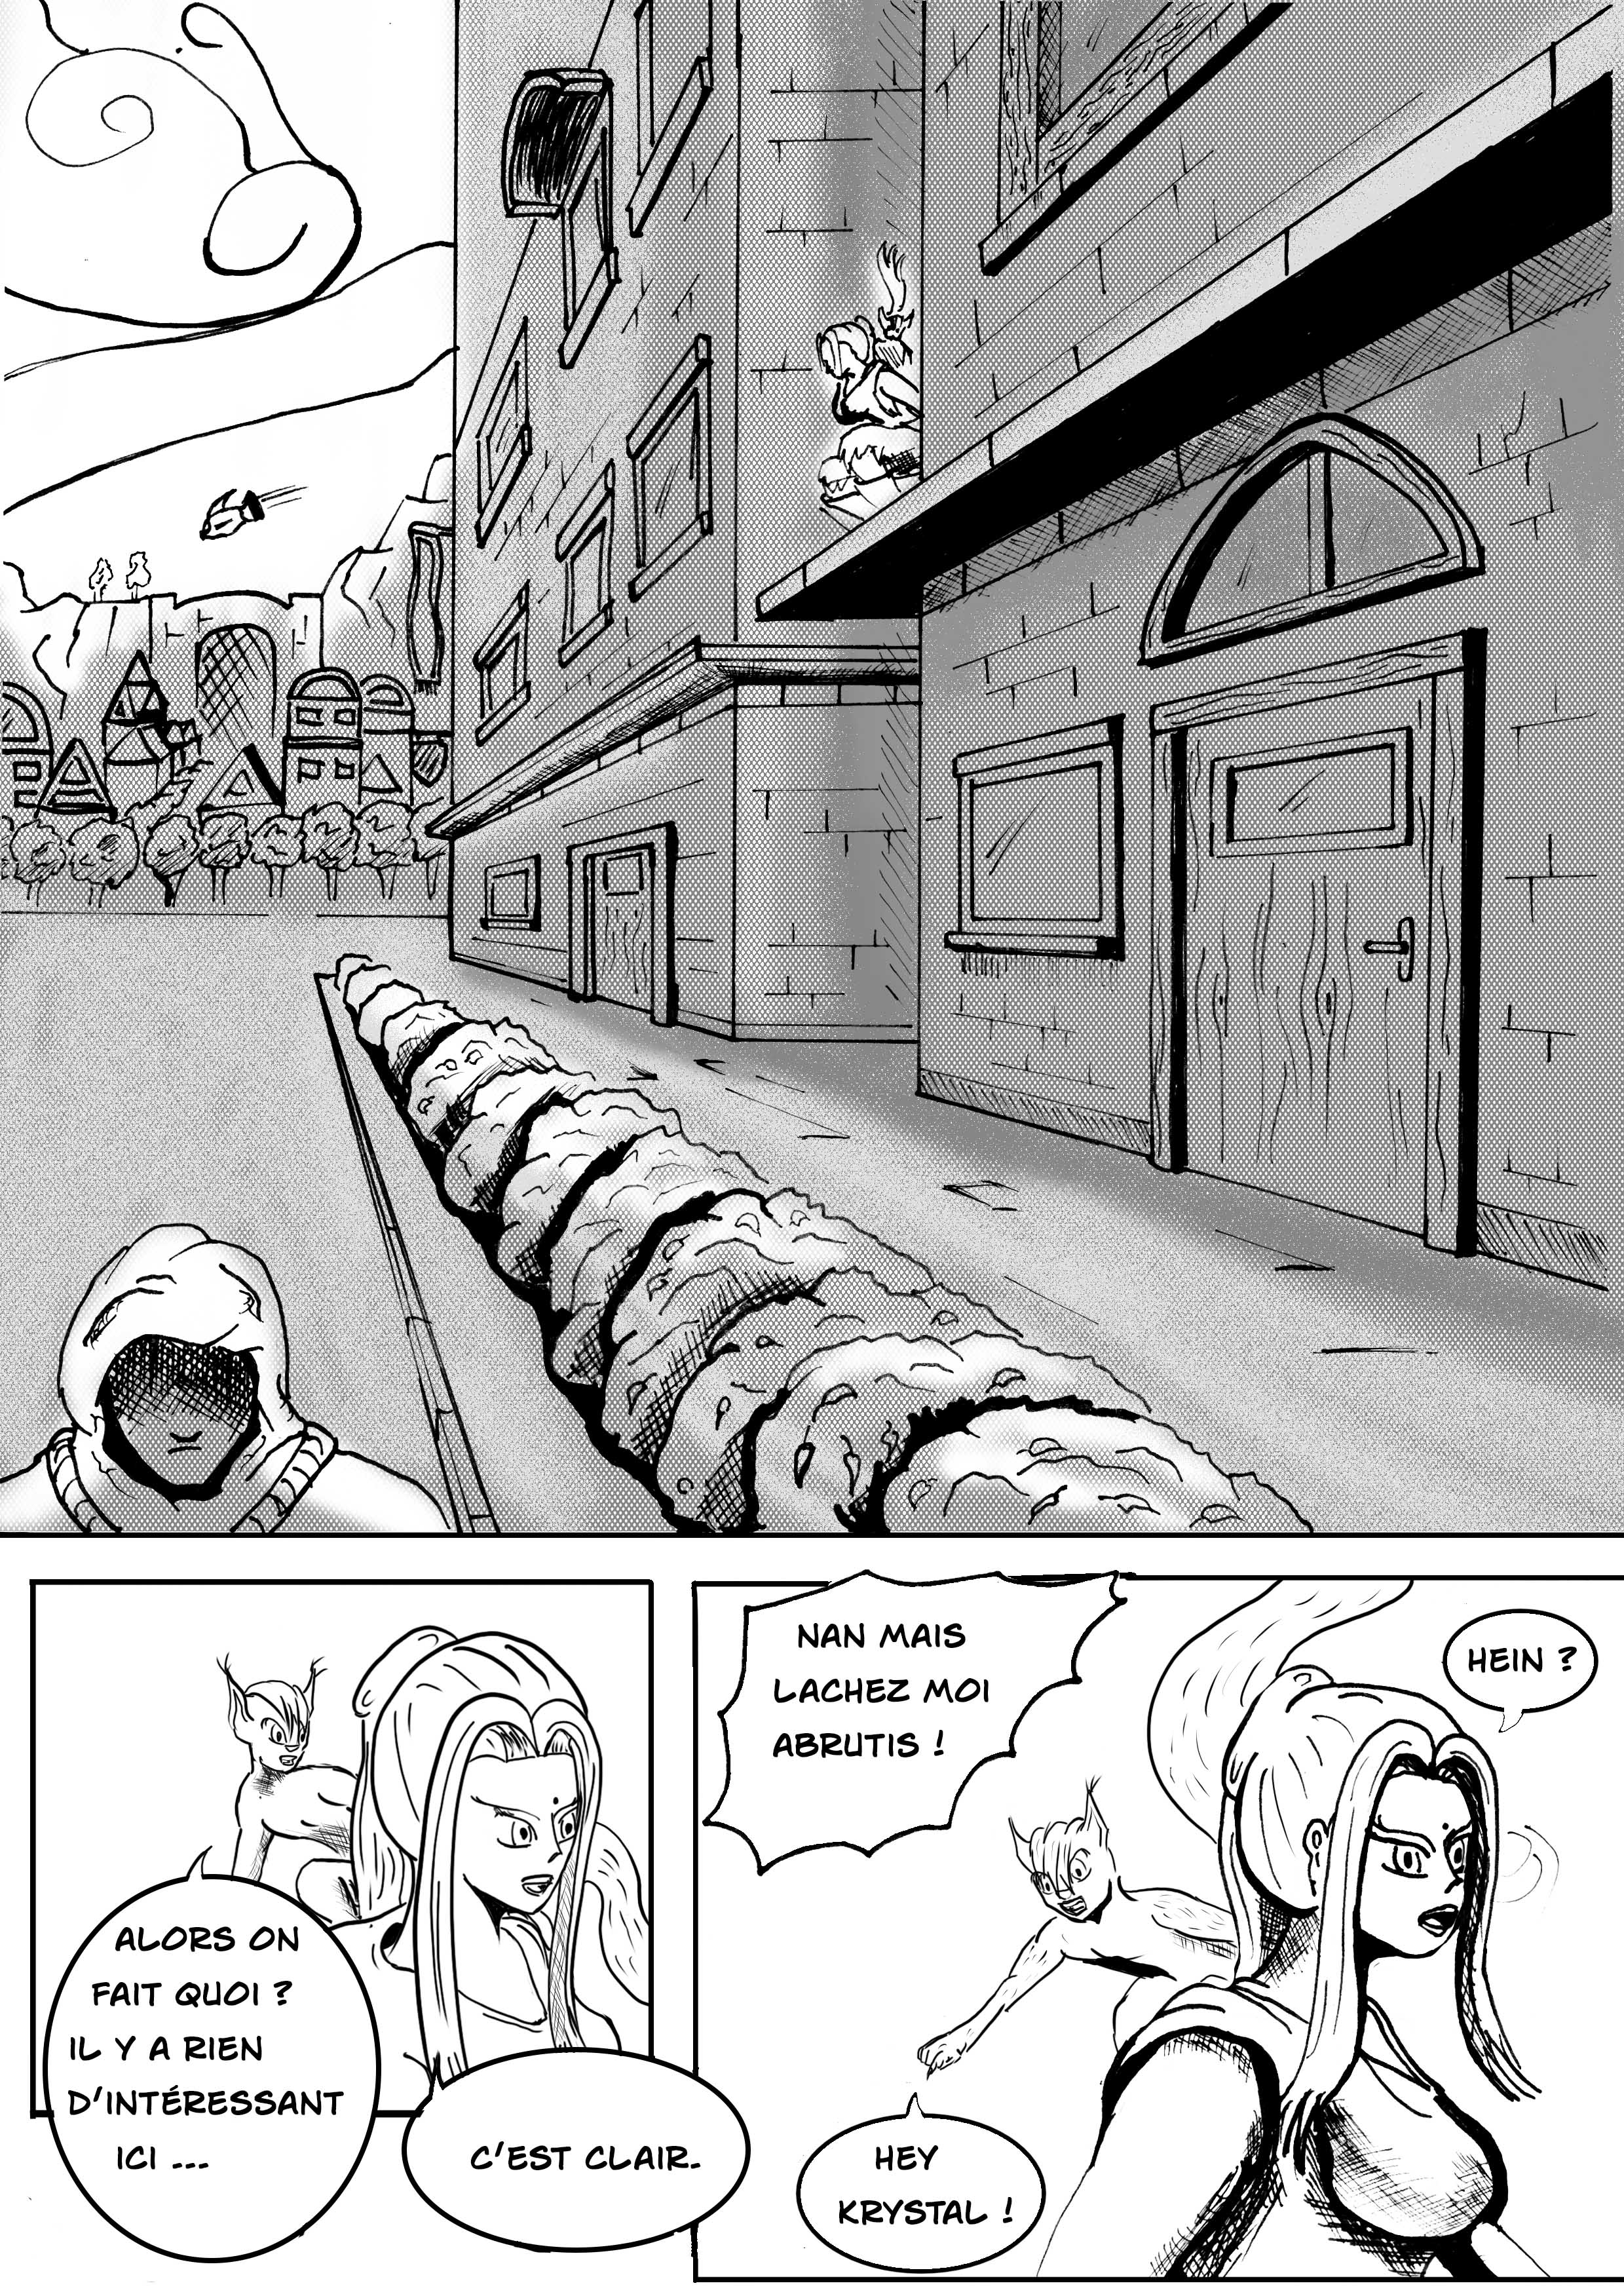 ALORS ON
FAIT QUOI ?
IL Y A RIEN
D'INTÉRESSANT
ICI ...
C'EST CLAIR.
NAN MAIS
LACHEZ MOI
ABRUTIS !
HEIN ?
HEY
KRYSTAL !